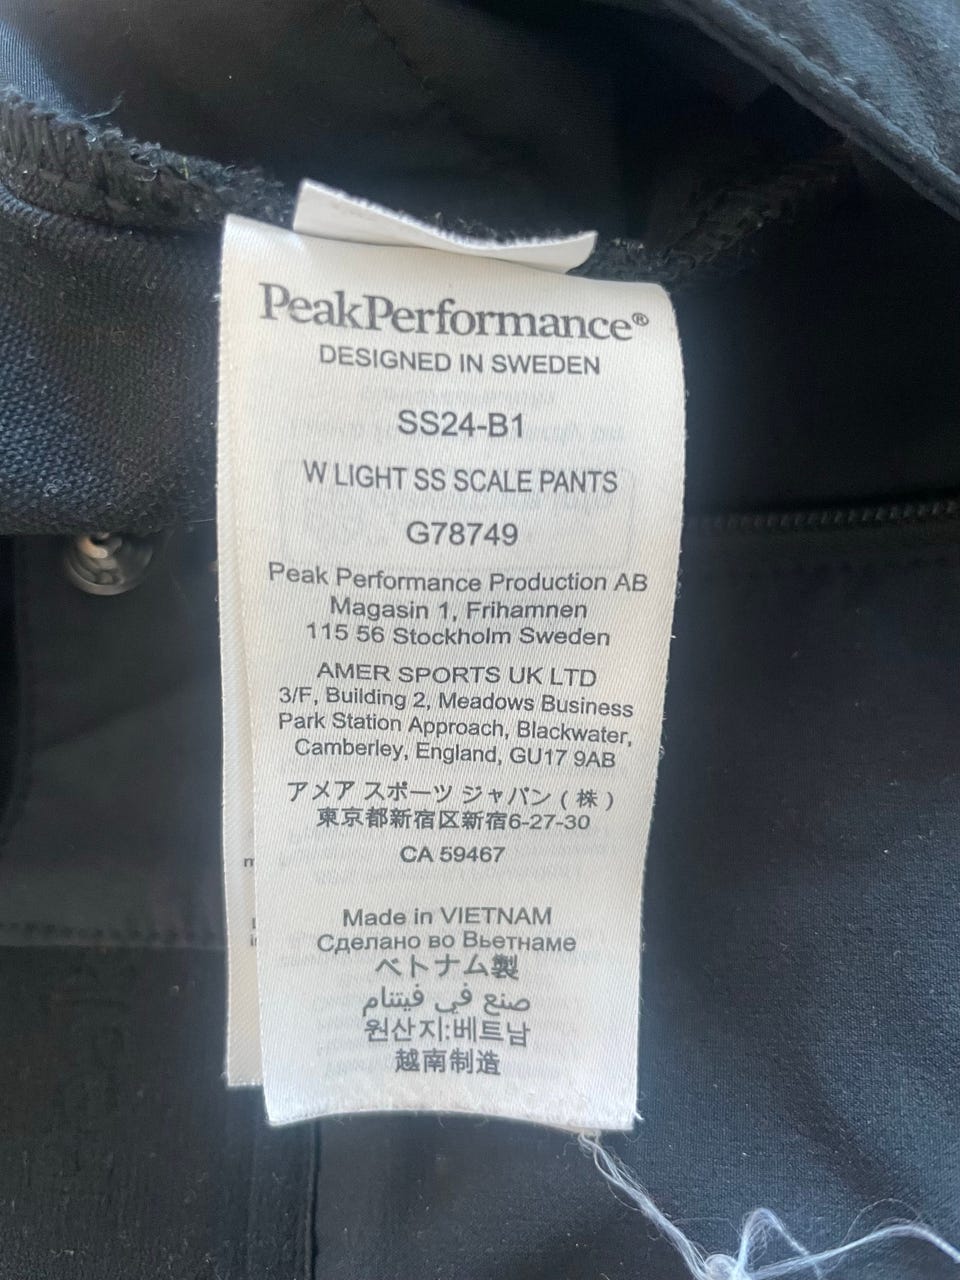 PeakPerformance®
DESIGNED IN SWEDEN
SS24-B1
W LIGHT SS SCALE PANTS
G78749
Peak Performance Production AB
Magasin 1, Frihamnen
115 56 Stockholm Sweden
AMER SPORTS UK LTD
3/F, Building 2, Meadows Business
Park Station Approach, Blackwater,
Camberley, England, GU17 9AB
アメア スポーツ ジャパン ( 株 )
東京都新宿区新宿6-27-30
CA 59467
Made in VIETNAM
Сделано во Вьетнаме
ベトナム製
صنع في فيتنام
원산지:베트남
越南制造